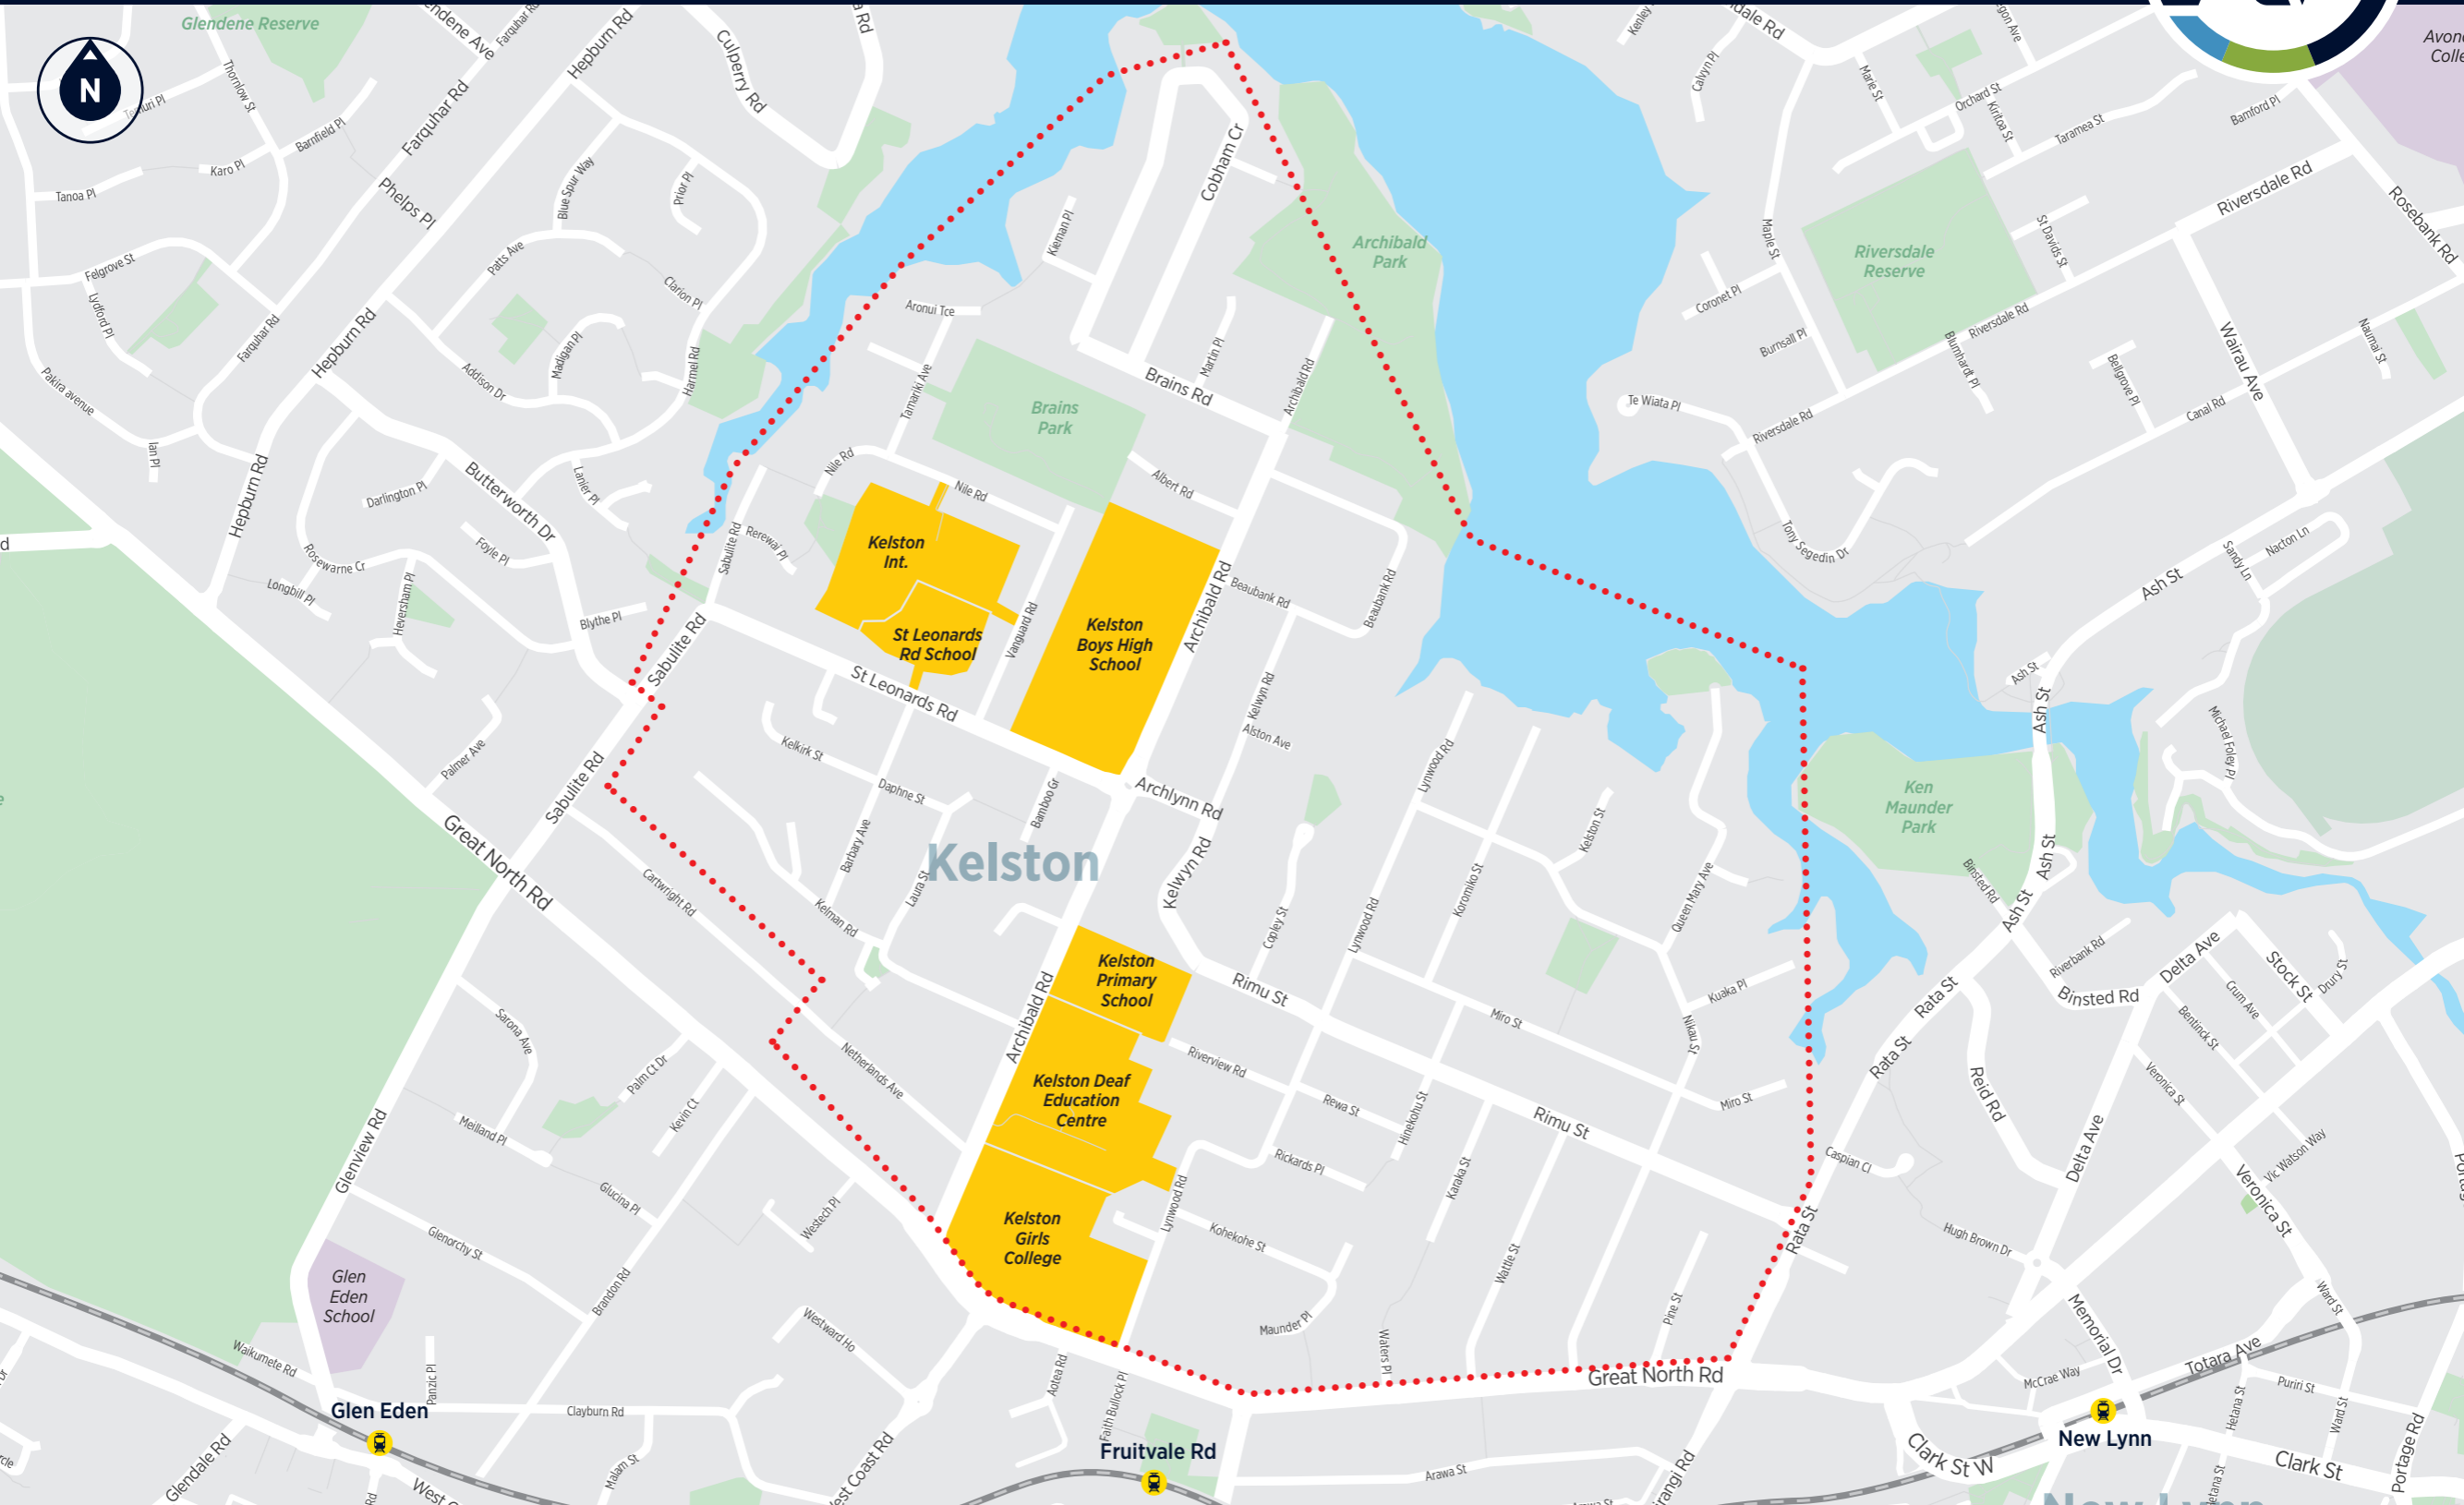 Glendene Reserve
N
Farquhar Rd
Hepburn Rd
Culperry Rd
Thornlow St
Barnfield Pl
Karo Pl
Tanoa Pl
Farquhar Rd
Phelps Pl
Blue Spur Way
Prior Pl
Patts Ave
Felgrove St
Lydford Pl
Clarion Pl
Farquhar Rd
Hepburn Rd
Madigan Pl
Harmel Rd
Addison Dr
Pakira avenue
Ian Pl
Hepburn Rd
Butterworth Dr
Lanier Pl
Darlington Pl
Foyle Pl
Rosewarne Cr
Longbill Pl
Heversham Pl
Blythe Pl
Palmer Ave
Sabulite Rd
Sabulite Rd
Sabulite Rd
Rerewai Pl
Great North Rd
Cartwright Rd
Cobham Cr
Kieman Pl
Aronui Tce
Tamariki Ave
Martin Pl
Brains Rd
Archibald Rd
Archibald
Park
Brains
Park
Nile Rd
Nile Rd
Albert Rd
Kelston
Int.
St Leonards
Rd School
Vanguard Rd
Kelston
Boys High
School
Archibald Rd
Beaubank Rd
Beaubank Rd
Kelwyn Rd
Alston Ave
St Leonards Rd
Archlynn Rd
Kelkirk St
Daphne St
Bamboo Gr
Barbary Ave
Laura St
Kelman Rd
Kelston
Kelwyn Rd
Copley St
Lynwood Rd
Lynwood Rd
Koromiko St
Kelston St
Queen Mary Ave
Kuaka Pl
Nikau St
Miro St
Miro St
Rimu St
Rimu St
Kelston
Primary
School
Archibald Rd
Riverview Rd
Rewa St
Hinekohu St
Kelston Deaf
Education
Centre
Rickards Pl
Karaka St
Lynwood Rd
Kohekohe St
Kelston
Girls
College
Maunder Pl
Waters Pl
Wattle St
Pine St
Great North Rd
Netherlands Ave
Sarona Ave
Palm Ct Dr
Kevin Ct
Meilland Pl
Glucina Pl
Glenview Rd
Glenorchy St
Westech Pl
Brandon Rd
Westward Ho
Glen
Eden
School
Waikumete Rd
Panzic Pl
Glen Eden
Clayburn Rd
Glendale Rd
Malam St
Aotea Rd
Faith Bullock Pl
Fruitvale Rd
Arawa St
Calvyn Pl
Marie St
Orchard St
Kiritoa St
Taramea St
Bamford Pl
Riversdale Rd
Rosebank Rd
Maple St
Riversdale
Reserve
St Davids St
Coronet Pl
Burnsall Pl
Riversdale Rd
Blumhardt Pl
Te Wiata Pl
Riversdale Rd
Bellgrove Pl
Wairau Ave
Canal Rd
Naumai St
Tony Segedin Dr
Ash St
Sandy Ln
Nacton Ln
Ash St
Ash St
Michael Foley Pl
Ken
Maunder
Park
Ash St
Binsted Rd
Ash St
Riverbank Rd
Delta Ave
Stock St
Drury St
Binsted Rd
Crum Ave
Bentinck St
Rata St
Rata St
Reid Rd
Veronica St
Delta Ave
Vic Watson Way
Veronica St
Caspian Cl
Rata St
Hugh Brown Dr
Memorial Dr
Ward St
Totara Ave
McCrae Way
Puriri St
Hetana St
Ward St
New Lynn
Clark St W
Clark St
Portage Rd
New Lynn